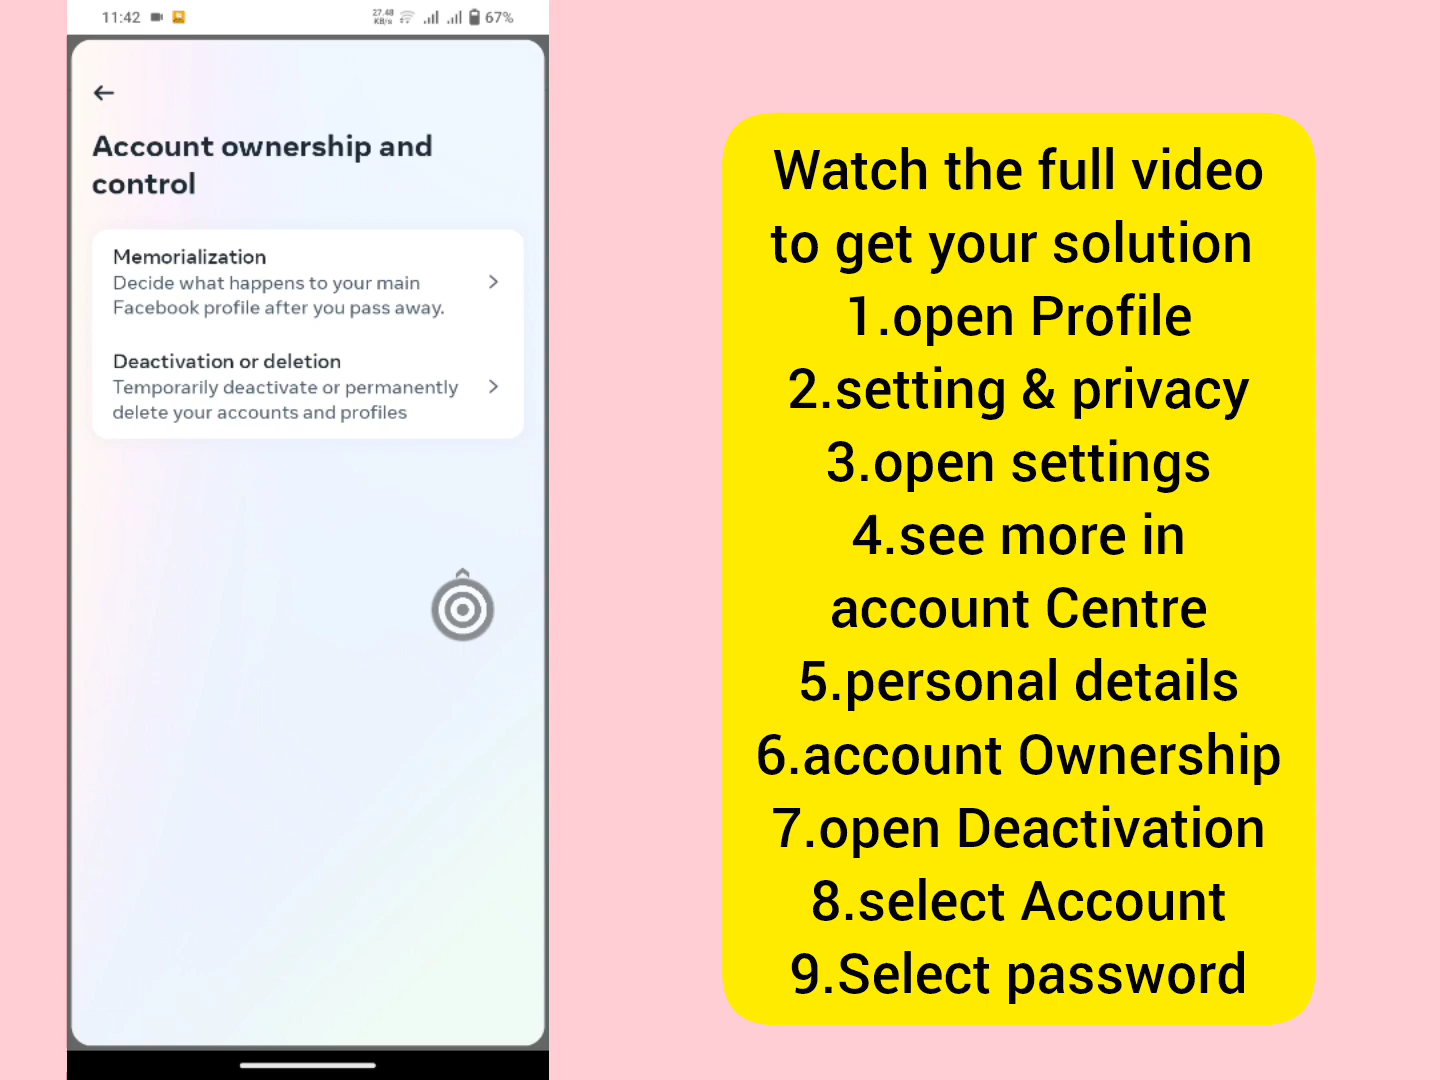 11:42
27.48
KB/s
67%
Account ownership and
control
Memorialization
Decide what happens to your main
Facebook profile after you pass away.
Deactivation or deletion
Temporarily deactivate or permanently
delete your accounts and profiles
Watch the full video
to get your solution
1.open Profile
2.setting & privacy
3.open settings
4.see more in
account Centre
5.personal details
6.account Ownership
7.open Deactivation
8.select Account
9.Select password